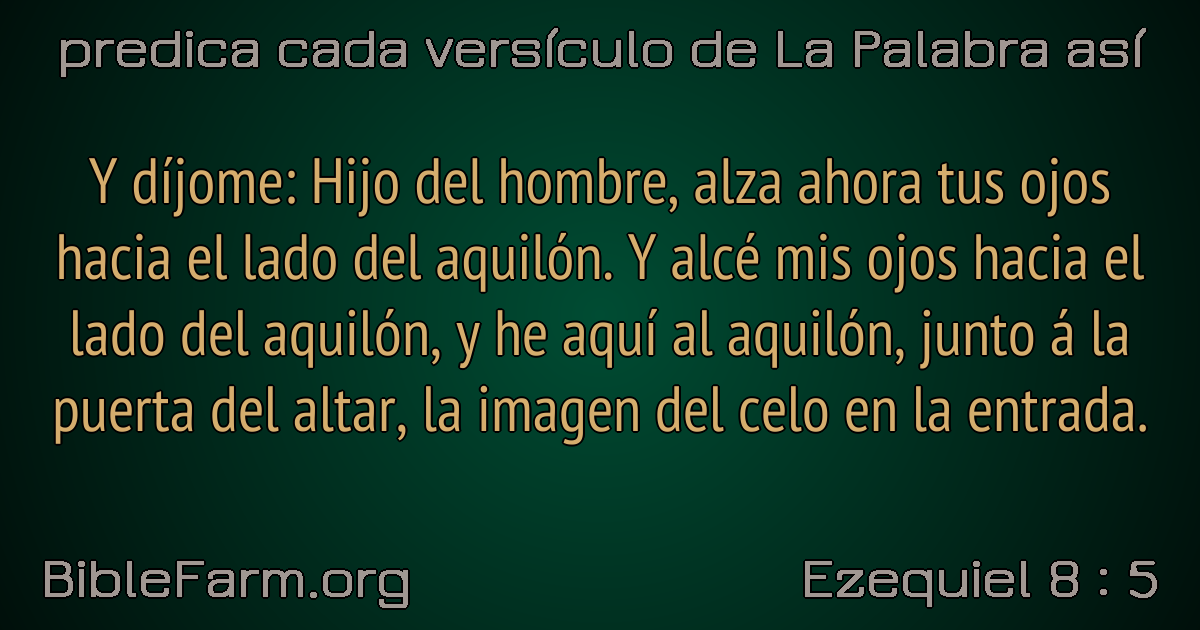 predica cada versículo de La Palabra así
Y díjome: Hijo del hombre, alza ahora tus ojos
hacia el lado del aquilón. Y alcé mis ojos hacia el
lado del aquilón, y he aquí al aquilón, junto á la
puerta del altar, la imagen del celo en la entrada.
BibleFarm.org
Ezequiel 8 : 5